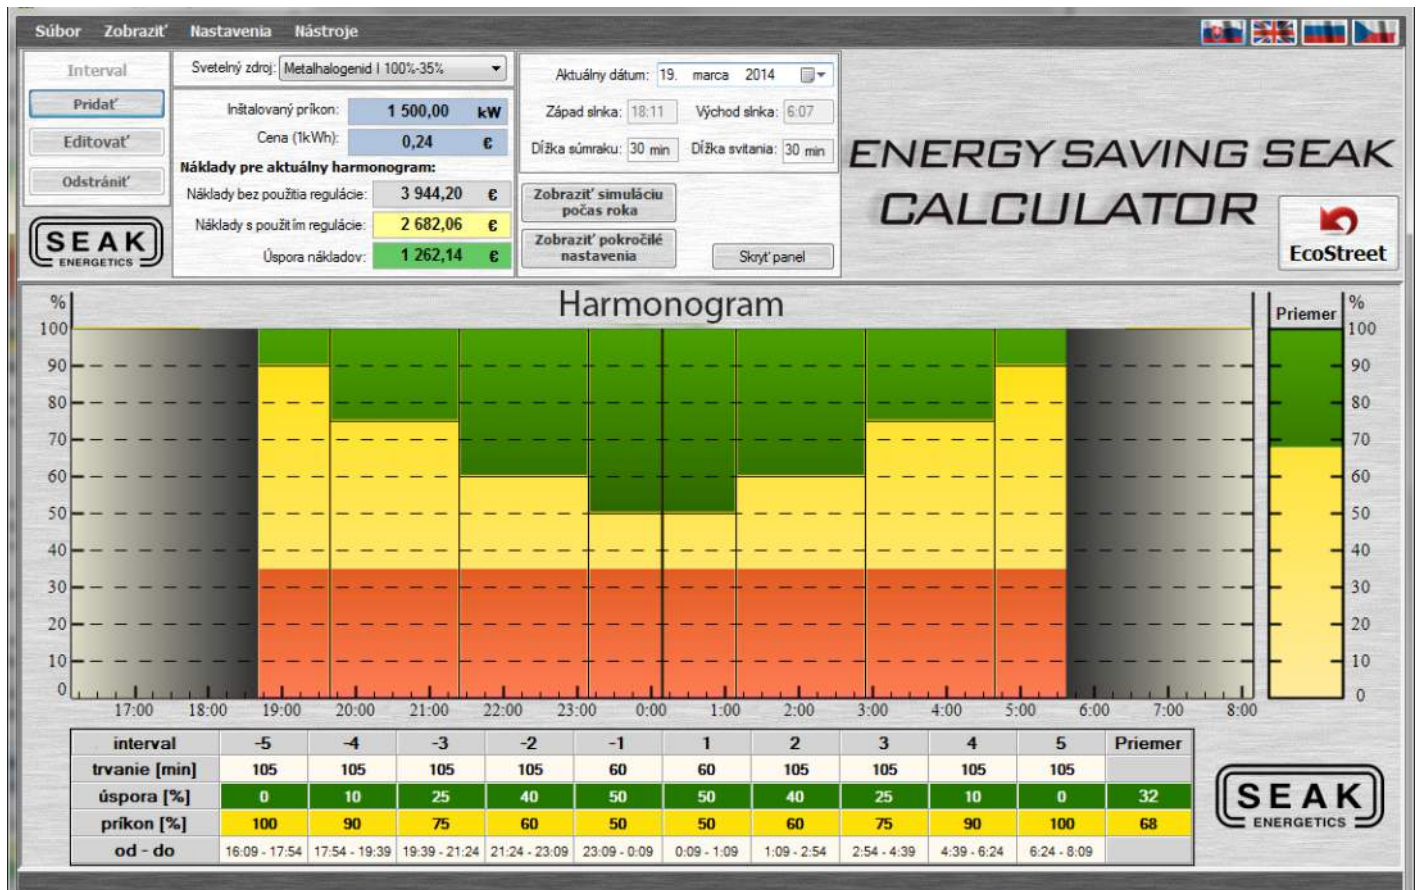 Súbor Zobraziť Nastavenia Nástroje
Interval
Pridať
Editovať
Odstrániť
SEAK
ENERGETICS
Svetelný zdroj: Metalhalogenid I 100%-35%
Inštalovaný príkon: 1 500,00 kW
Cena (1kWh): 0,24 €
Náklady pre aktuálny harmonogram:
Náklady bez použitia regulácie: 3 944,20 €
Náklady s použitím regulácie: 2 682,06 €
Úspora nákladov: 1 262,14 €
Aktuálny dátum: 19. marca 2014
Západ slnka: 18:11 Východ slnka: 6:07
Dĺžka súmraku: 30 min Dĺžka svitania: 30 min
Zobraziť simuláciu
počas roka
Zobraziť pokročilé
nastavenia
Skryť panel
ENERGY SAVING SEAK
CALCULATOR
EcoStreet
Harmonogram
% Priemer %
100 100
90 90
80 80
70 70
60 60
50 50
40 40
30 30
20 20
10 10
0 0
17:00 18:00 19:00 20:00 21:00 22:00 23:00 0:00 1:00 2:00 3:00 4:00 5:00 6:00 7:00 8:00
interval -5 -4 -3 -2 -1 1 2 3 4 5 Priemer
trvanie [min] 105 105 105 105 60 60 105 105 105 105
úspora [%] 0 10 25 40 50 50 40 25 10 0 32
príkon [%] 100 90 75 60 50 50 60 75 90 100 68
od - do 16:09 - 17:54 17:54 - 19:39 19:39 - 21:24 21:24 - 23:09 23:09 - 0:09 0:09 - 1:09 1:09 - 2:54 2:54 - 4:39 4:39 - 6:24 6:24 - 8:09
SEAK
ENERGETICS